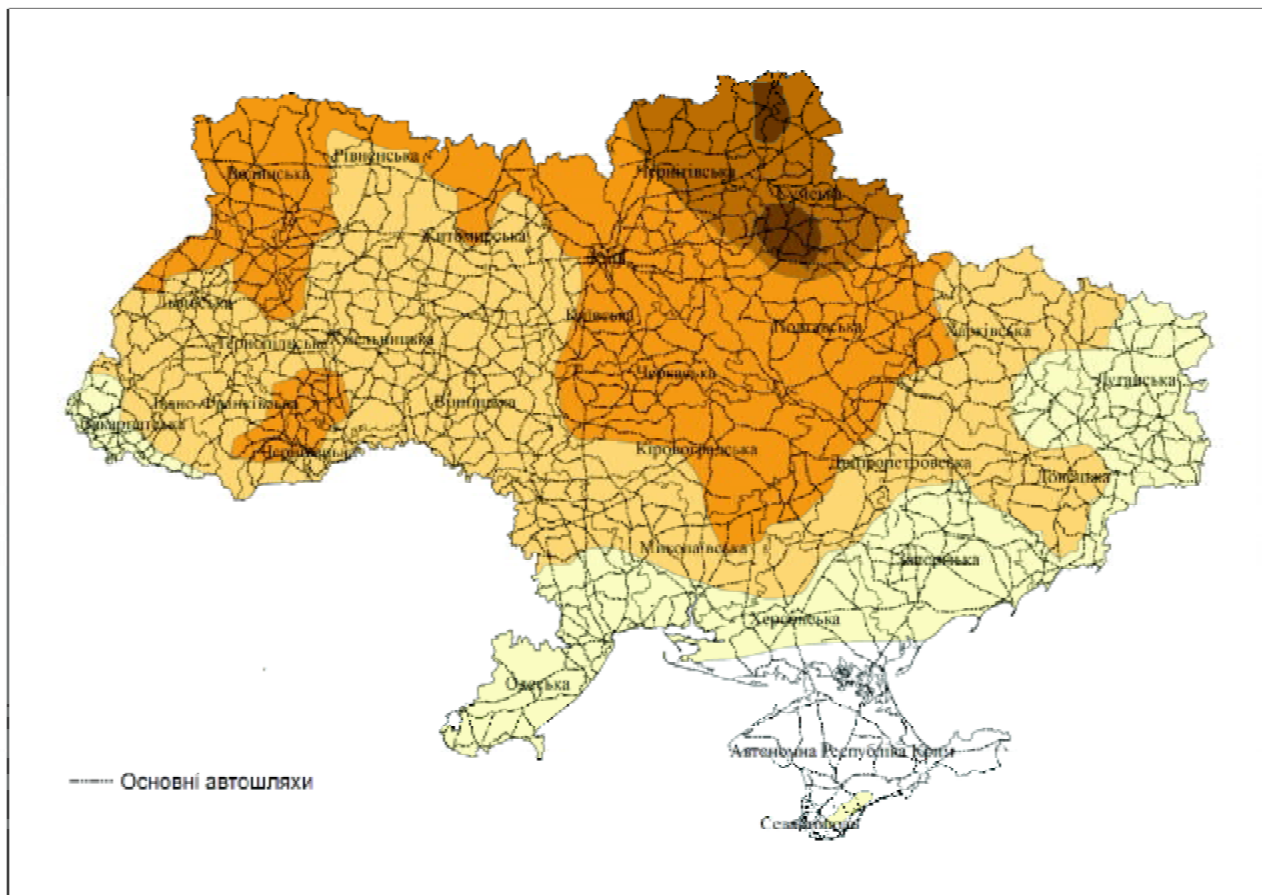 Рівненська
Волинська
Чернігівська
Сумська
Житомирська
Київ
Львівська
Київська
Полтавська
Харківська
Тернопільська
Хмельницька
Черкаська
Луганська
Івано-Франківська
Вінницька
Закарпатська
Чернівецька
Кіровоградська
Дніпропетровська
Донецька
Миколаївська
Запорізька
Херсонська
Одеська
Автономна Республіка Крим
Основні автошляхи
Севастополь